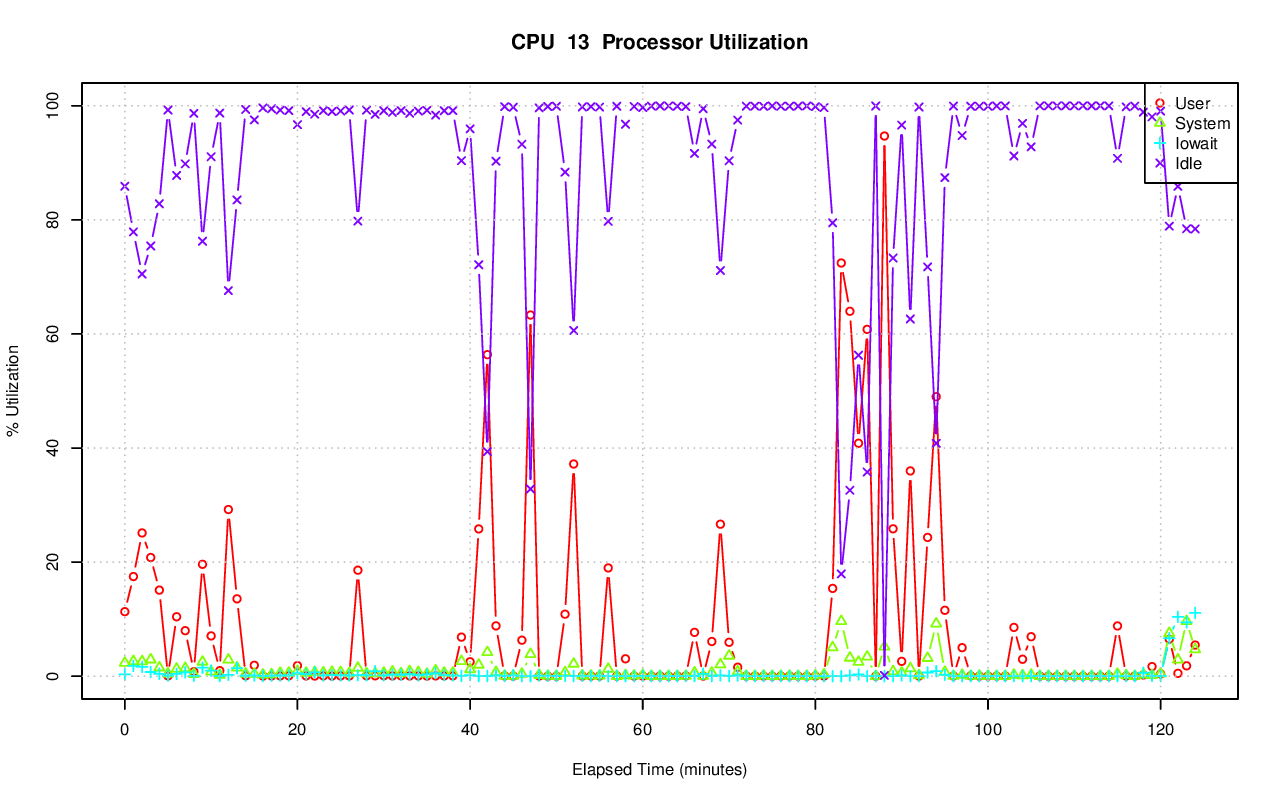 CPU  13  Processor Utilization
% Utilization
100
80
60
40
20
0
User
System
Iowait
Idle
0 20 40 60 80 100 120
Elapsed Time (minutes)